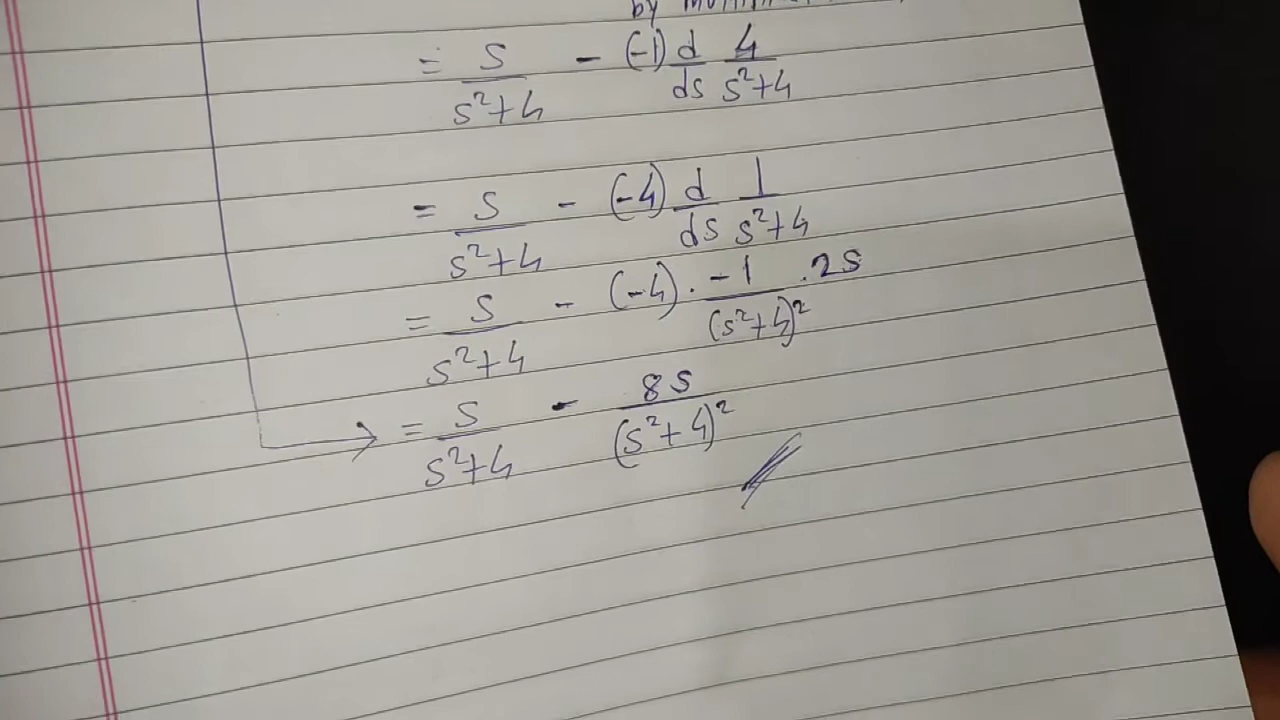 by
= s/(s²+4) - (-1) d/ds 4/(s²+4)
= s/(s²+4) - (-4) d/ds 1/(s²+4)
= s/(s²+4) - (-4) . -1/(s²+4)² . 2s
= s/(s²+4) - 8s/(s²+4)²